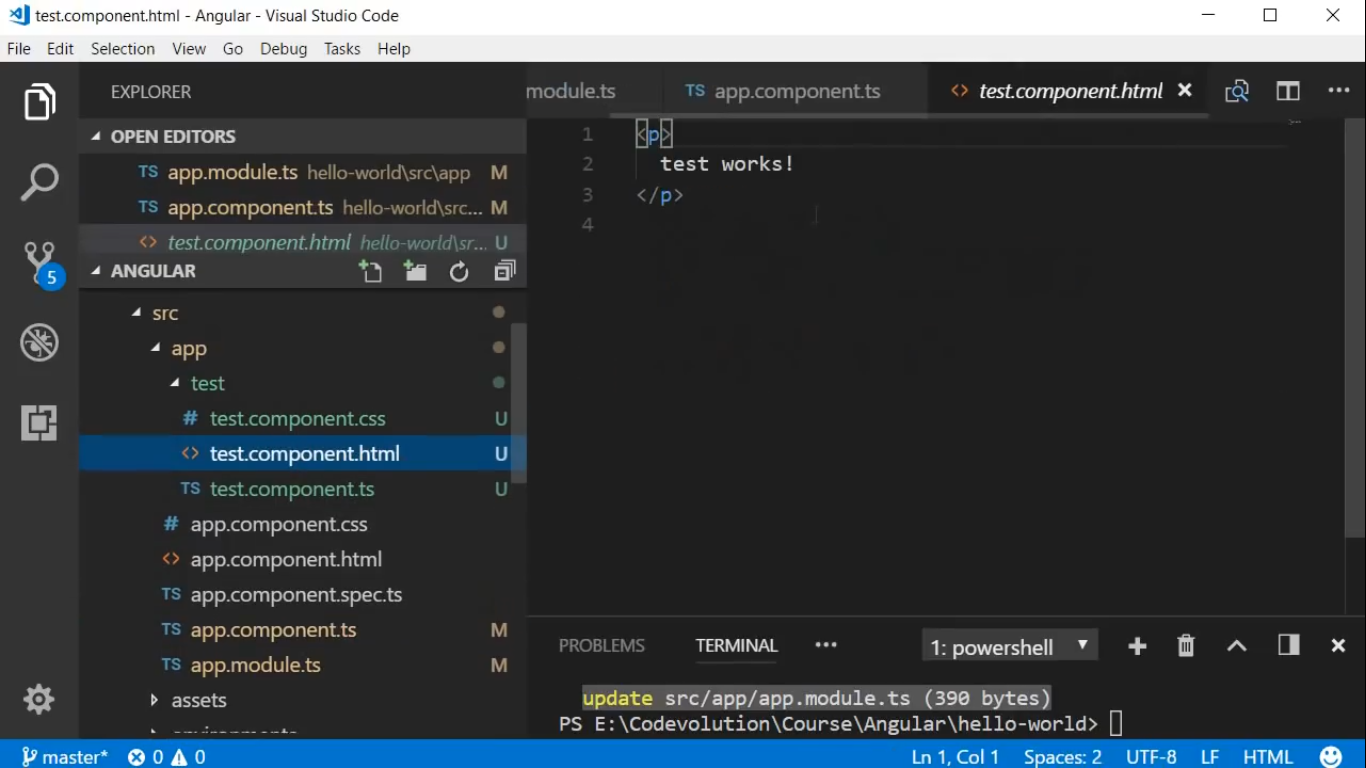 test.component.html - Angular - Visual Studio Code
File Edit Selection View Go Debug Tasks Help
EXPLORER
OPEN EDITORS
TS app.module.ts hello-world\src\app M
TS app.component.ts hello-world\src... M
<> test.component.html hello-world\sr... U
5
ANGULAR
src
app
test
# test.component.css U
<> test.component.html U
TS test.component.ts U
# app.component.css
<> app.component.html
TS app.component.spec.ts
TS app.component.ts M
TS app.module.ts M
assets
module.ts TS app.component.ts <> test.component.html
1 <p>
2 test works!
3 </p>
4
PROBLEMS TERMINAL ... 1: powershell
update src/app/app.module.ts (390 bytes)
PS E:\Codevolution\Course\Angular\hello-world>
master* 0 0 Ln 1, Col 1 Spaces: 2 UTF-8 LF HTML